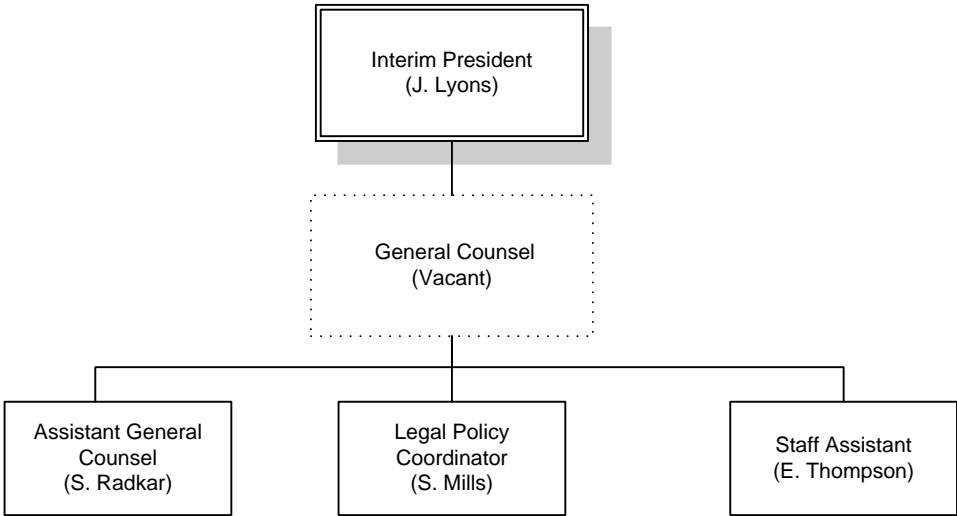 Interim President
(J. Lyons)
General Counsel
(Vacant)
Assistant General
Counsel
(S. Radkar)
Legal Policy
Coordinator
(S. Mills)
Staff Assistant
(E. Thompson)